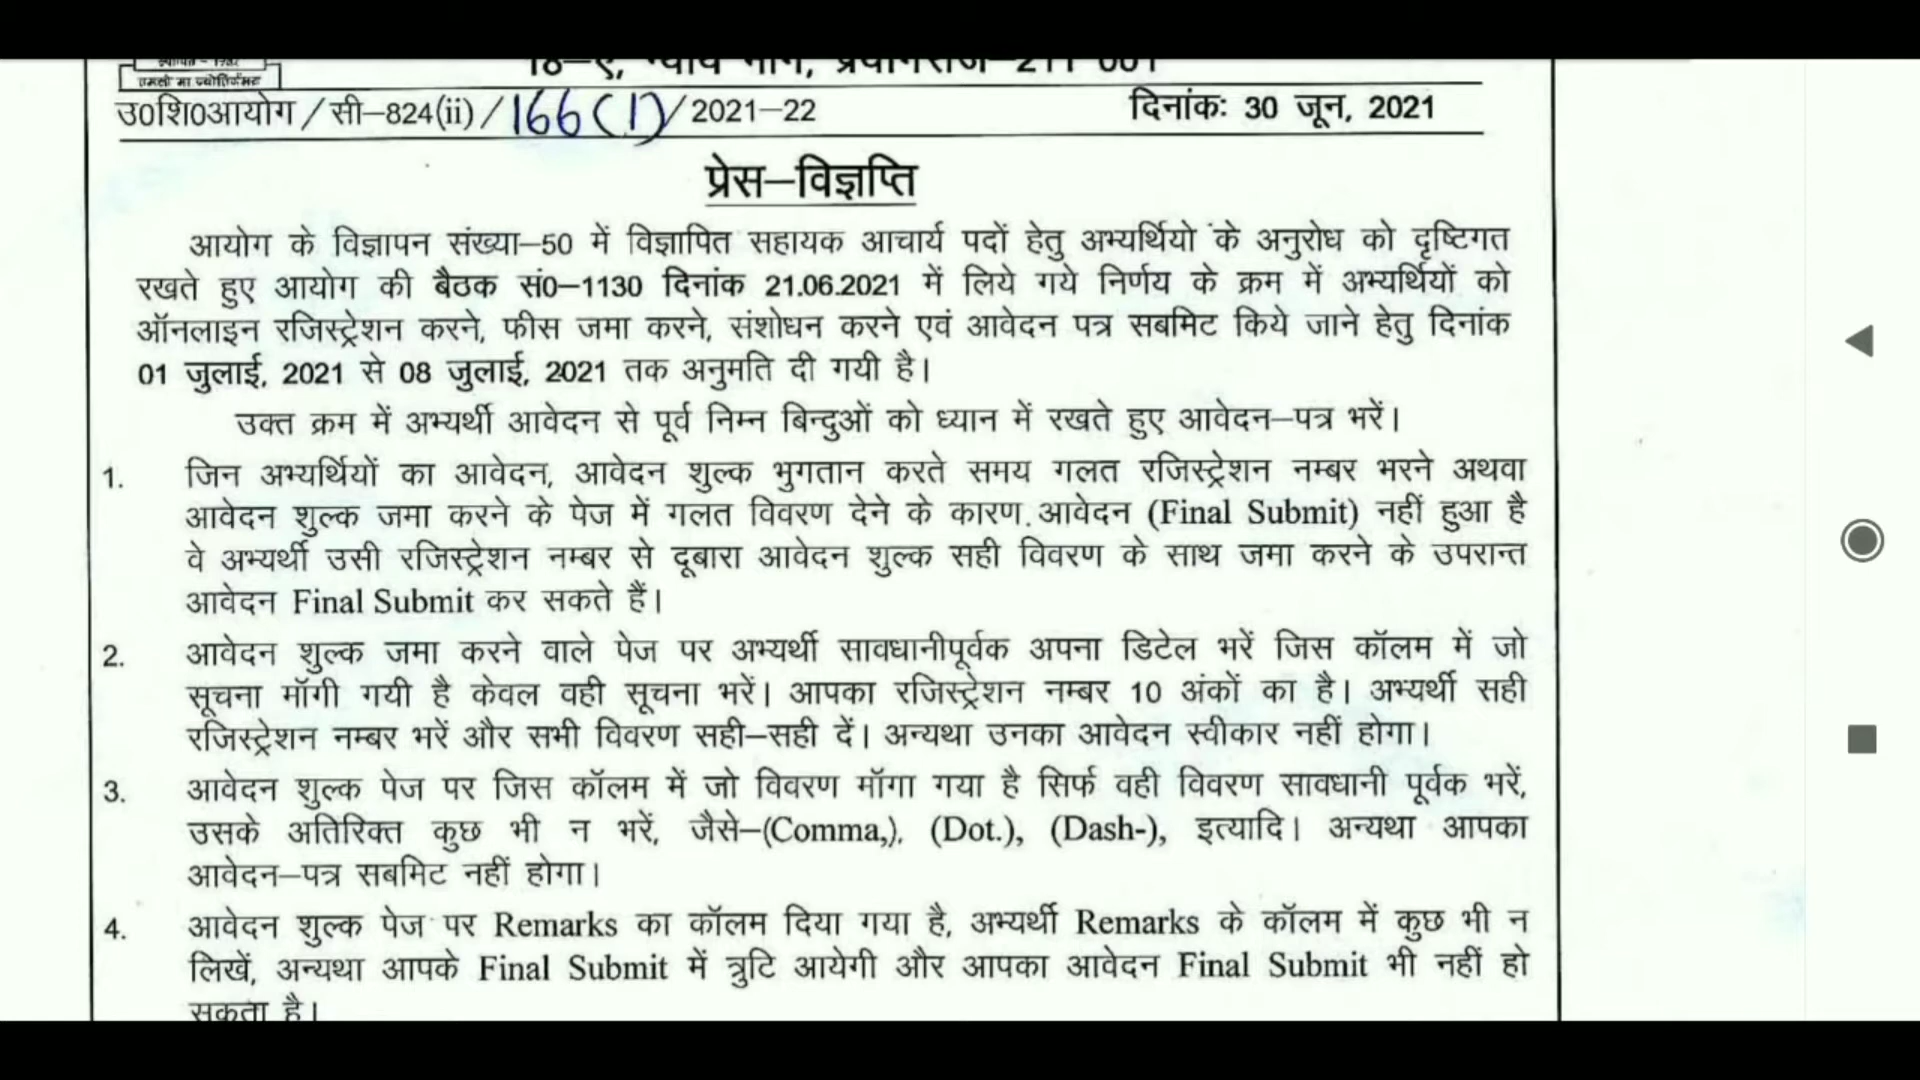 तमसो मा ज्योतिर्गमय
18–ए, न्याय मार्ग, प्रयागराज–211 001
उ0शि0आयोग / सी–824(ii) / 166(1) / 2021–22 दिनांकः 30 जून, 2021
प्रेस–विज्ञप्ति
आयोग के विज्ञापन संख्या–50 में विज्ञापित सहायक आचार्य पदों हेतु अभ्यर्थियो के अनुरोध को दृष्टिगत
रखते हुए आयोग की बैठक सं0–1130 दिनांक 21.06.2021 में लिये गये निर्णय के क्रम में अभ्यर्थियों को
ऑनलाइन रजिस्ट्रेशन करने, फीस जमा करने, संशोधन करने एवं आवेदन पत्र सबमिट किये जाने हेतु दिनांक
01 जुलाई, 2021 से 08 जुलाई, 2021 तक अनुमति दी गयी है।
उक्त क्रम में अभ्यर्थी आवेदन से पूर्व निम्न बिन्दुओं को ध्यान में रखते हुए आवेदन–पत्र भरें।
1. जिन अभ्यर्थियों का आवेदन, आवेदन शुल्क भुगतान करते समय गलत रजिस्ट्रेशन नम्बर भरने अथवा
आवेदन शुल्क जमा करने के पेज में गलत विवरण देने के कारण आवेदन (Final Submit) नहीं हुआ है
वे अभ्यर्थी उसी रजिस्ट्रेशन नम्बर से दूबारा आवेदन शुल्क सही विवरण के साथ जमा करने के उपरान्त
आवेदन Final Submit कर सकते हैं।
2. आवेदन शुल्क जमा करने वाले पेज पर अभ्यर्थी सावधानीपूर्वक अपना डिटेल भरें जिस कॉलम में जो
सूचना मॉगी गयी है केवल वही सूचना भरें। आपका रजिस्ट्रेशन नम्बर 10 अंकों का है। अभ्यर्थी सही
रजिस्ट्रेशन नम्बर भरें और सभी विवरण सही–सही दें। अन्यथा उनका आवेदन स्वीकार नहीं होगा।
3. आवेदन शुल्क पेज पर जिस कॉलम में जो विवरण मॉगा गया है सिर्फ वही विवरण सावधानी पूर्वक भरें,
उसके अतिरिक्त कुछ भी न भरें, जैसे–(Comma,), (Dot.), (Dash-), इत्यादि। अन्यथा आपका
आवेदन–पत्र सबमिट नहीं होगा।
4. आवेदन शुल्क पेज पर Remarks का कॉलम दिया गया है, अभ्यर्थी Remarks के कॉलम में कुछ भी न
लिखें, अन्यथा आपके Final Submit में त्रुटि आयेगी और आपका आवेदन Final Submit भी नहीं हो
सकता है।